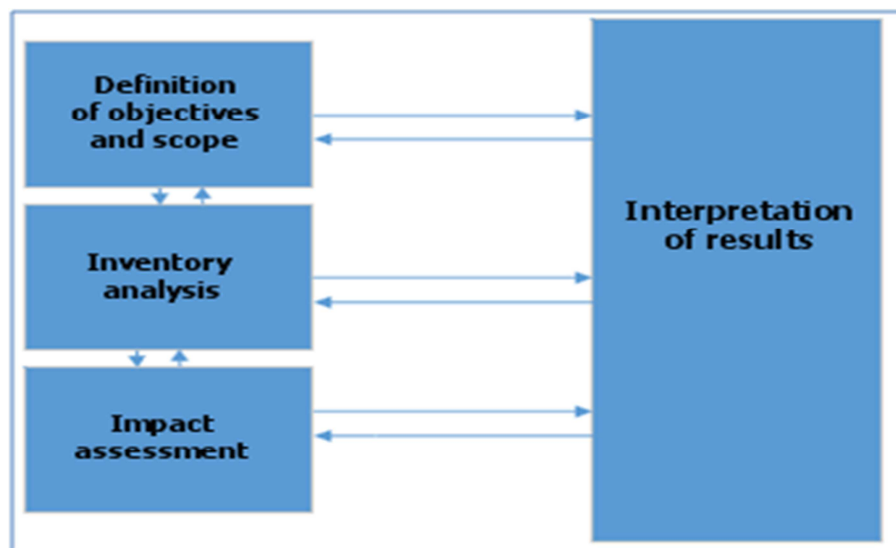 Definition
of objectives
and scope
Inventory
analysis
Impact
assessment
Interpretation
of results